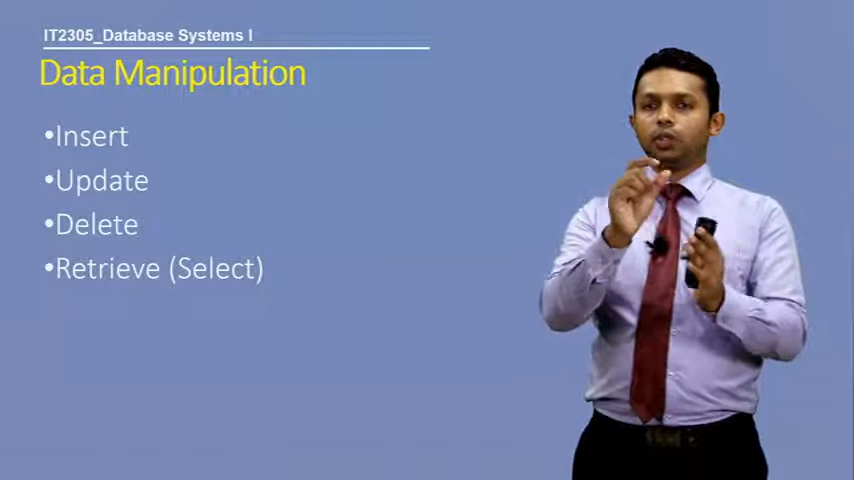 IT2305_Database Systems I
Data Manipulation
•Insert
•Update
•Delete
•Retrieve (Select)